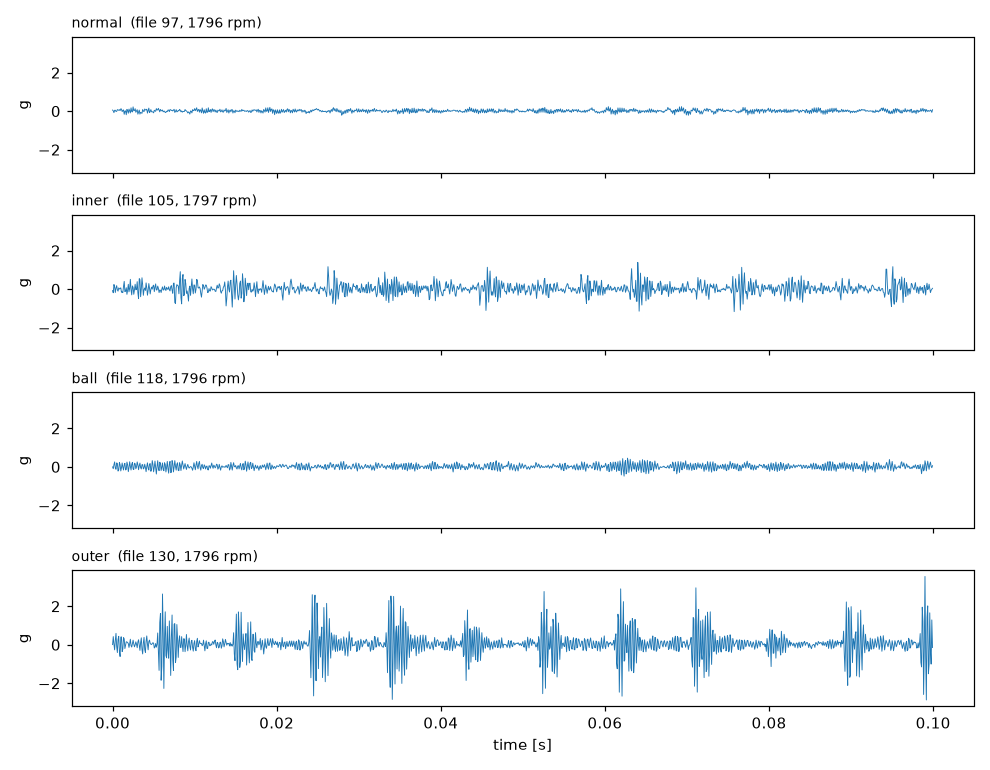 normal  (file 97, 1796 rpm)
2
0
−2
g
inner  (file 105, 1797 rpm)
2
0
−2
g
ball  (file 118, 1796 rpm)
2
0
−2
g
outer  (file 130, 1796 rpm)
2
0
−2
g
0.00 0.02 0.04 0.06 0.08 0.10
time [s]